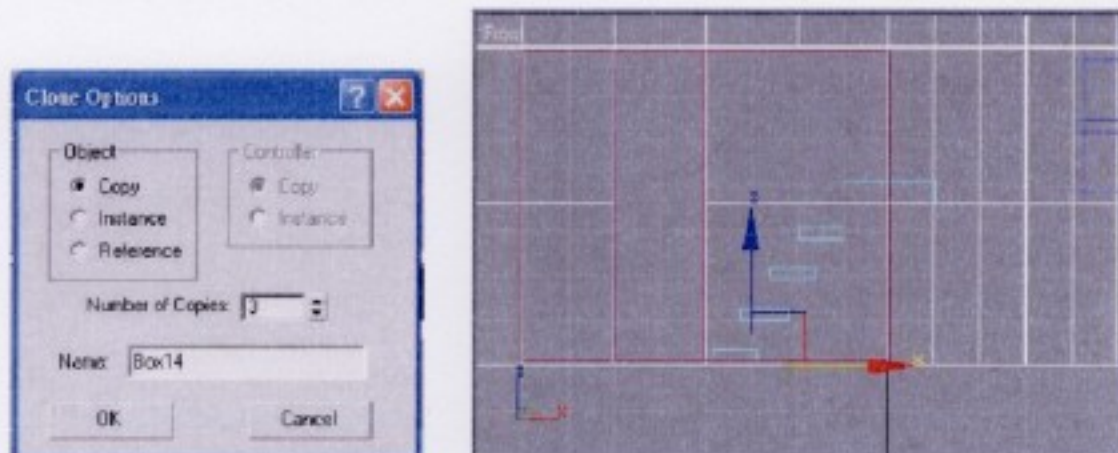 Clone Options
Object
Copy
Instance
Reference
Controller
Copy
Instance
Number of Copies:
Name: Box14
OK
Cancel
Front
x